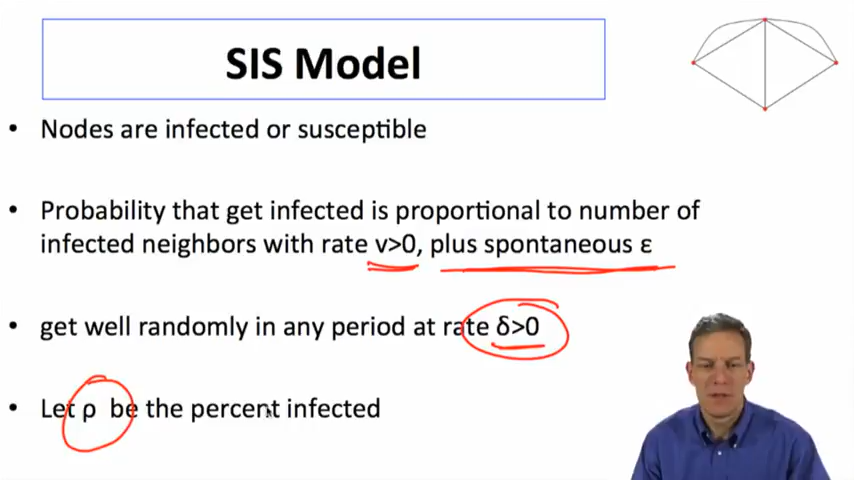 SIS Model
• Nodes are infected or susceptible
• Probability that get infected is proportional to number of
infected neighbors with rate v>0, plus spontaneous ε
• get well randomly in any period at rate δ>0
• Let ρ be the percent infected